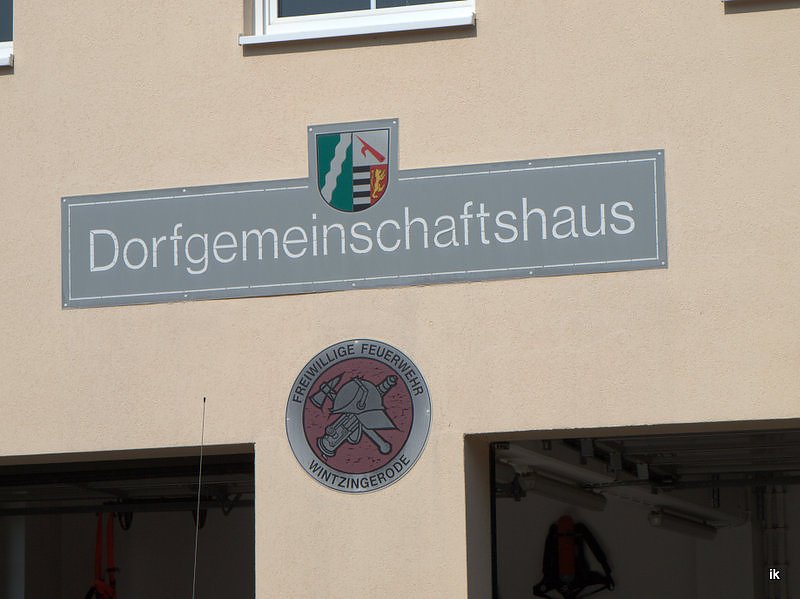 Dorfgemeinschaftshaus
FREIWILLIGE FEUERWEHR
WINTZINGERODE
ik